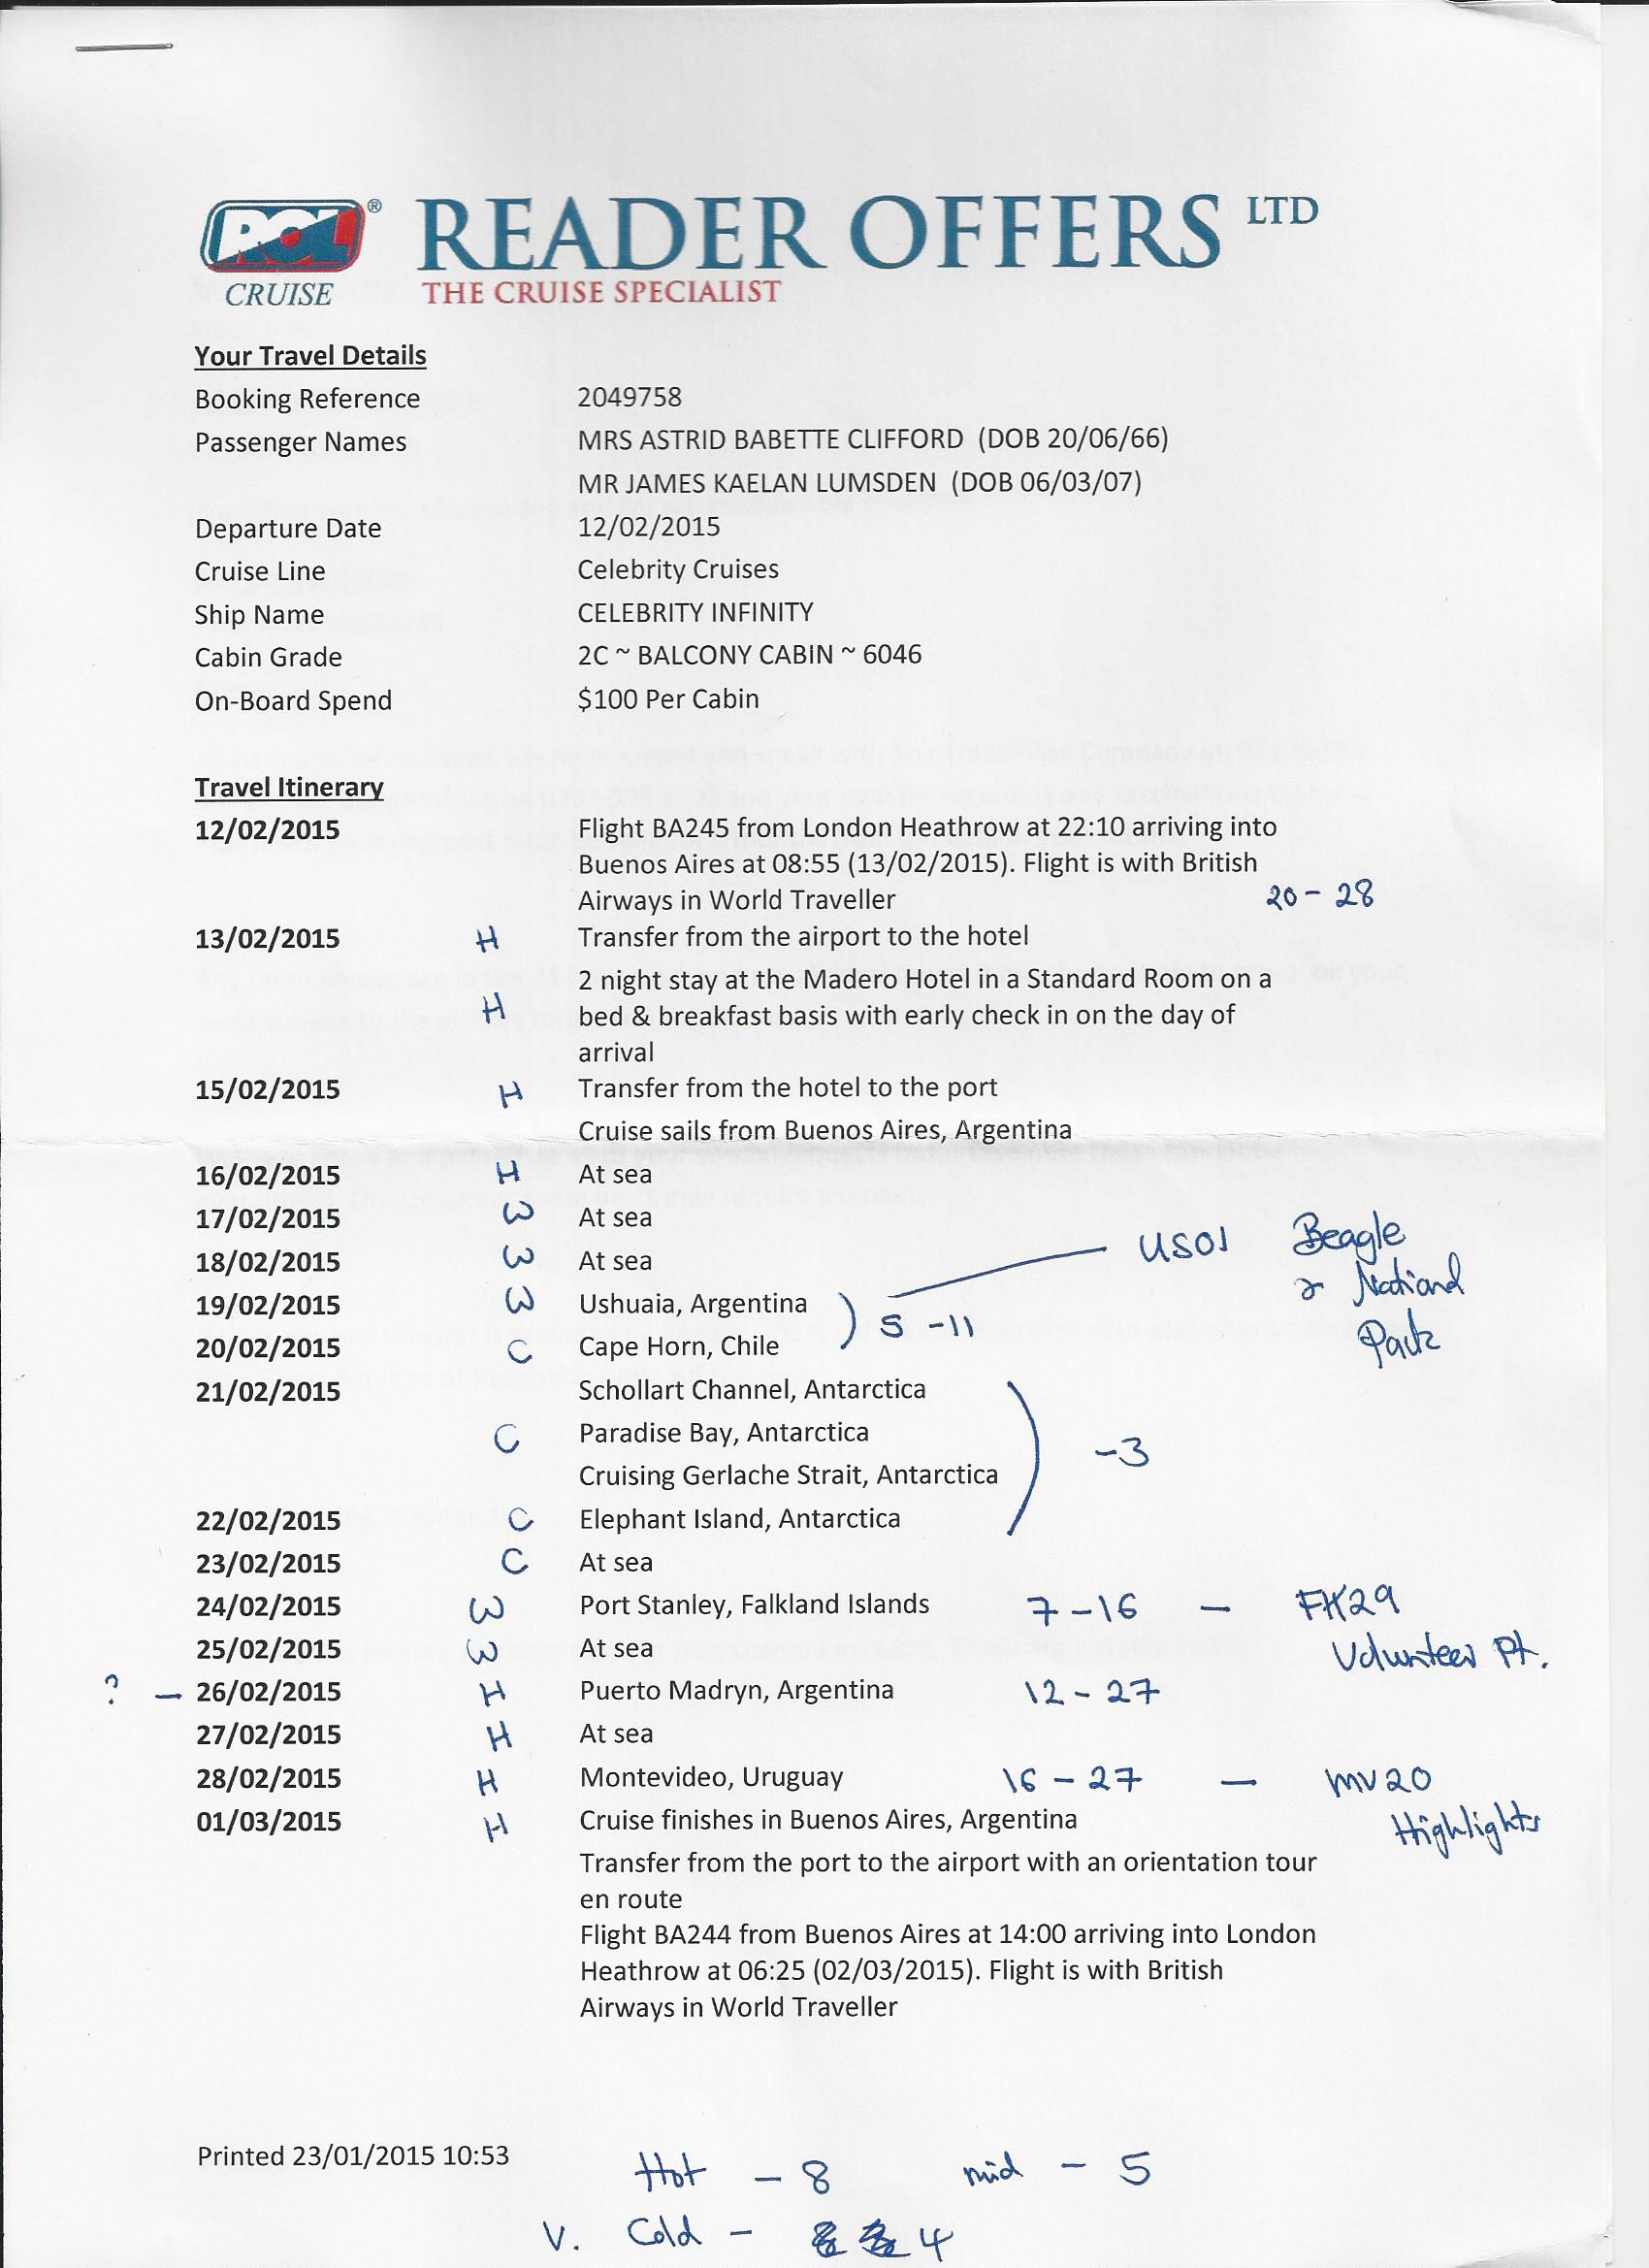 ROL ® READER OFFERS LTD
CRUISE THE CRUISE SPECIALIST
Your Travel Details
Booking Reference 2049758
Passenger Names MRS ASTRID BABETTE CLIFFORD (DOB 20/06/66)
MR JAMES KAELAN LUMSDEN (DOB 06/03/07)
Departure Date 12/02/2015
Cruise Line Celebrity Cruises
Ship Name CELEBRITY INFINITY
Cabin Grade 2C ~ BALCONY CABIN ~ 6046
On-Board Spend $100 Per Cabin
Travel Itinerary
12/02/2015 Flight BA245 from London Heathrow at 22:10 arriving into
Buenos Aires at 08:55 (13/02/2015). Flight is with British
Airways in World Traveller 20 - 28
13/02/2015 H Transfer from the airport to the hotel
2 night stay at the Madero Hotel in a Standard Room on a
H bed & breakfast basis with early check in on the day of
arrival
15/02/2015 H Transfer from the hotel to the port
Cruise sails from Buenos Aires, Argentina
16/02/2015 H At sea
17/02/2015 W At sea
18/02/2015 W At sea USO1 Beagle
19/02/2015 W Ushuaia, Argentina ) 5 - 11 & National
20/02/2015 C Cape Horn, Chile Park
21/02/2015 Schollart Channel, Antarctica
C Paradise Bay, Antarctica ) -3
Cruising Gerlache Strait, Antarctica
22/02/2015 C Elephant Island, Antarctica
23/02/2015 C At sea
24/02/2015 W Port Stanley, Falkland Islands 7 - 16 - FK29
25/02/2015 W At sea Volunteer Pt.
? - 26/02/2015 H Puerto Madryn, Argentina 12 - 27
27/02/2015 H At sea
28/02/2015 H Montevideo, Uruguay 16 - 27 - MV20
01/03/2015 H Cruise finishes in Buenos Aires, Argentina Highlights
Transfer from the port to the airport with an orientation tour
en route
Flight BA244 from Buenos Aires at 14:00 arriving into London
Heathrow at 06:25 (02/03/2015). Flight is with British
Airways in World Traveller
Printed 23/01/2015 10:53
Hot - 8 mid - 5
V. Cold - 4